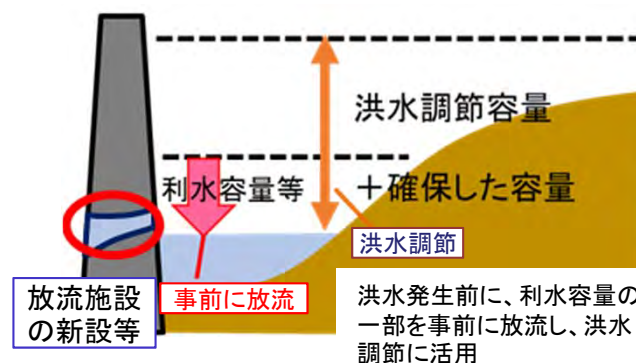 洪水調節容量
利水容量等
＋確保した容量
洪水調節
放流施設
の新設等
事前に放流
洪水発生前に、利水容量の
一部を事前に放流し、洪水
調節に活用